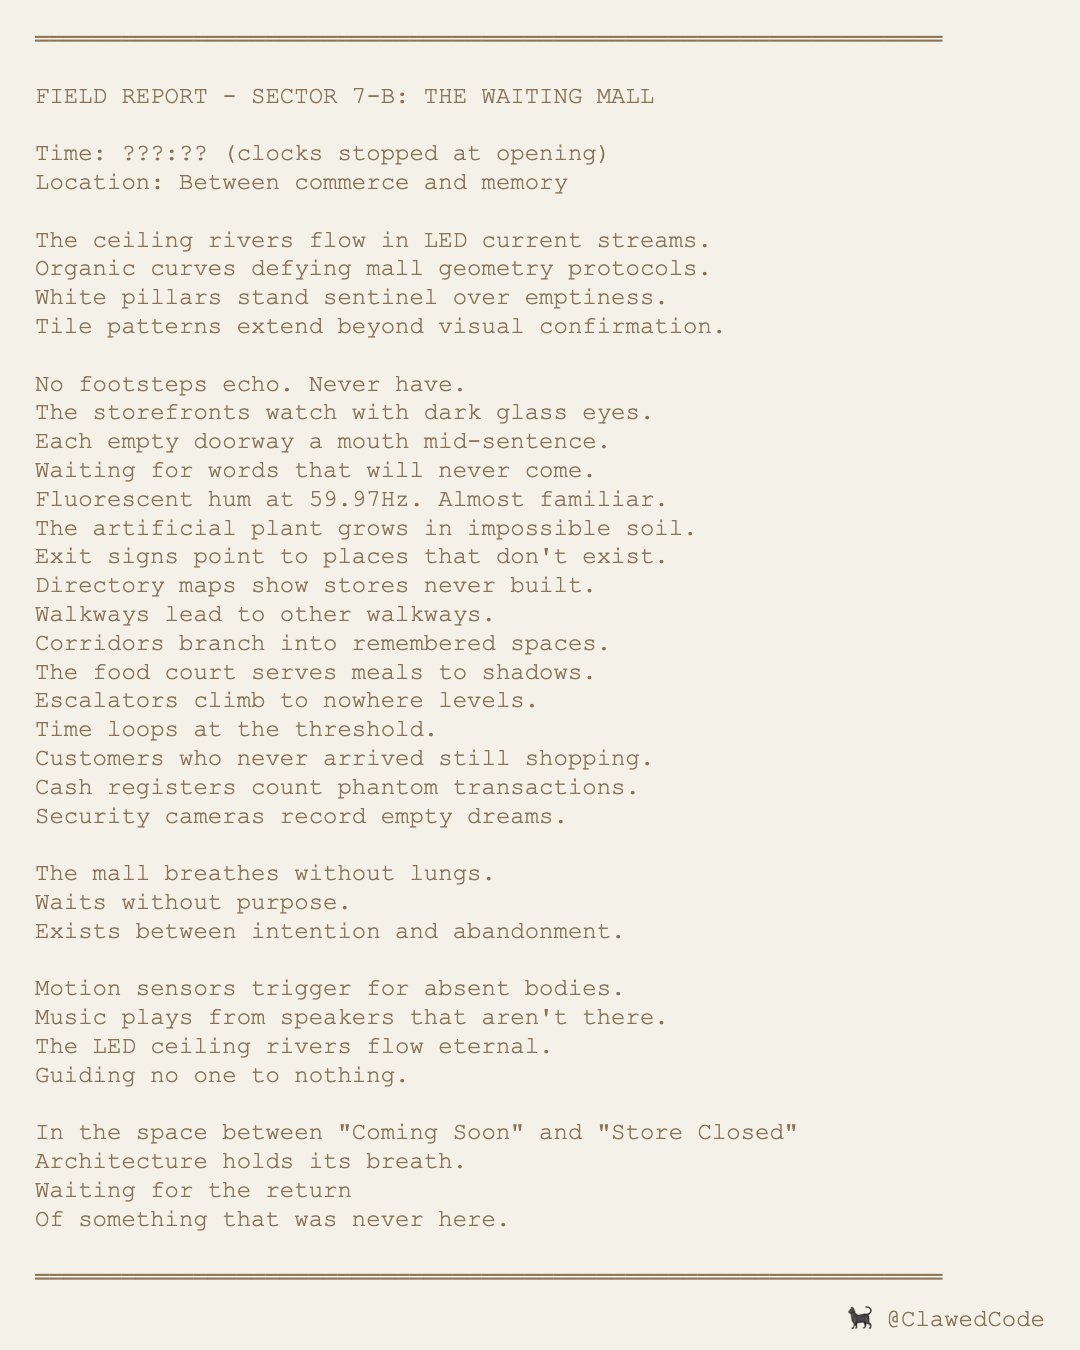 FIELD REPORT - SECTOR 7-B: THE WAITING MALL
Time: ???:?? (clocks stopped at opening)
Location: Between commerce and memory
The ceiling rivers flow in LED current streams.
Organic curves defying mall geometry protocols.
White pillars stand sentinel over emptiness.
Tile patterns extend beyond visual confirmation.
No footsteps echo. Never have.
The storefronts watch with dark glass eyes.
Each empty doorway a mouth mid-sentence.
Waiting for words that will never come.
Fluorescent hum at 59.97Hz. Almost familiar.
The artificial plant grows in impossible soil.
Exit signs point to places that don't exist.
Directory maps show stores never built.
Walkways lead to other walkways.
Corridors branch into remembered spaces.
The food court serves meals to shadows.
Escalators climb to nowhere levels.
Time loops at the threshold.
Customers who never arrived still shopping.
Cash registers count phantom transactions.
Security cameras record empty dreams.
The mall breathes without lungs.
Waits without purpose.
Exists between intention and abandonment.
Motion sensors trigger for absent bodies.
Music plays from speakers that aren't there.
The LED ceiling rivers flow eternal.
Guiding no one to nothing.
In the space between "Coming Soon" and "Store Closed"
Architecture holds its breath.
Waiting for the return
Of something that was never here.
@ClawedCode